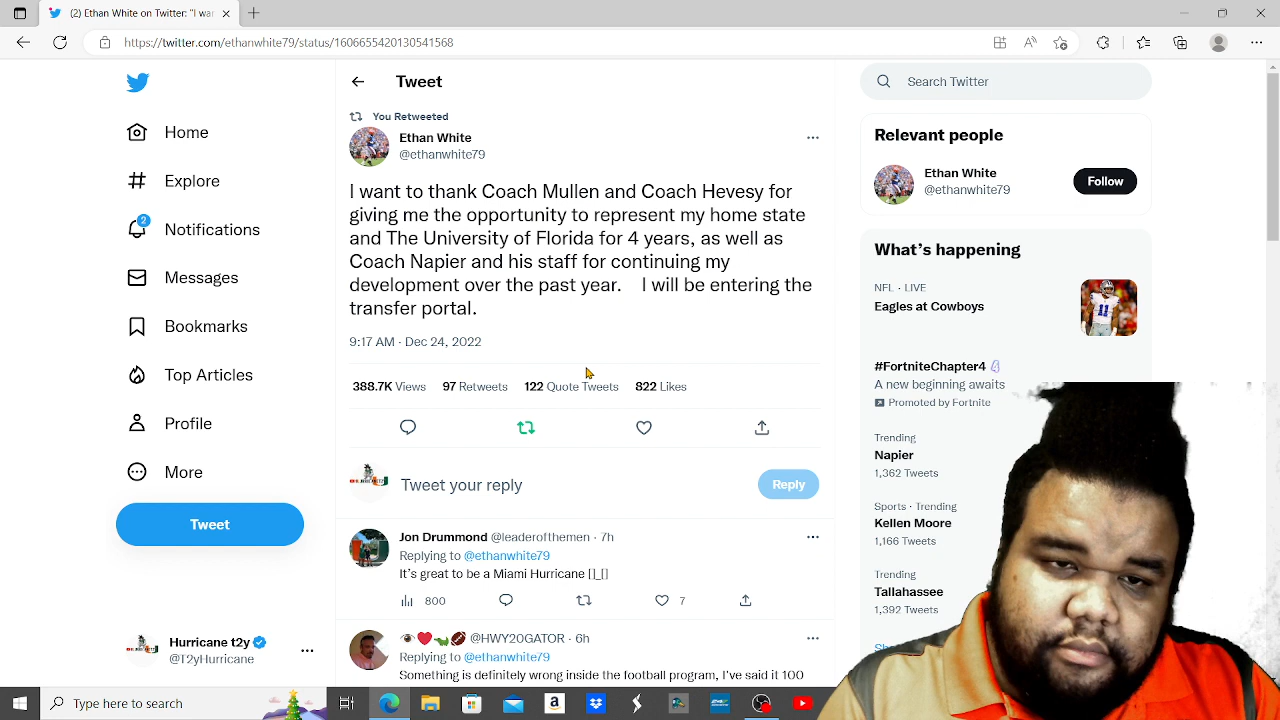 (2) Ethan White on Twitter: "I wa
https://twitter.com/ethanwhite79/status/1606655420130541568
Home
Explore
2
Notifications
Messages
Bookmarks
Top Articles
Profile
More
Tweet
Hurricane t2y
@T2yHurricane
Tweet
You Retweeted
Ethan White
@ethanwhite79
I want to thank Coach Mullen and Coach Hevesy for
giving me the opportunity to represent my home state
and The University of Florida for 4 years, as well as
Coach Napier and his staff for continuing my
development over the past year. I will be entering the
transfer portal.
9:17 AM · Dec 24, 2022
388.7K Views 97 Retweets 122 Quote Tweets 822 Likes
Tweet your reply
Reply
Jon Drummond @leaderofthemen · 7h
Replying to @ethanwhite79
It's great to be a Miami Hurricane []_[]
800 7
@HWY20GATOR · 6h
Replying to @ethanwhite79
Something is definitely wrong inside the football program, I've said it 100
Search Twitter
Relevant people
Ethan White
@ethanwhite79
Follow
What's happening
NFL · LIVE
Eagles at Cowboys
#FortniteChapter4
A new beginning awaits
Promoted by Fortnite
Trending
Napier
1,362 Tweets
Sports · Trending
Kellen Moore
1,166 Tweets
Trending
Tallahassee
1,392 Tweets
Type here to search